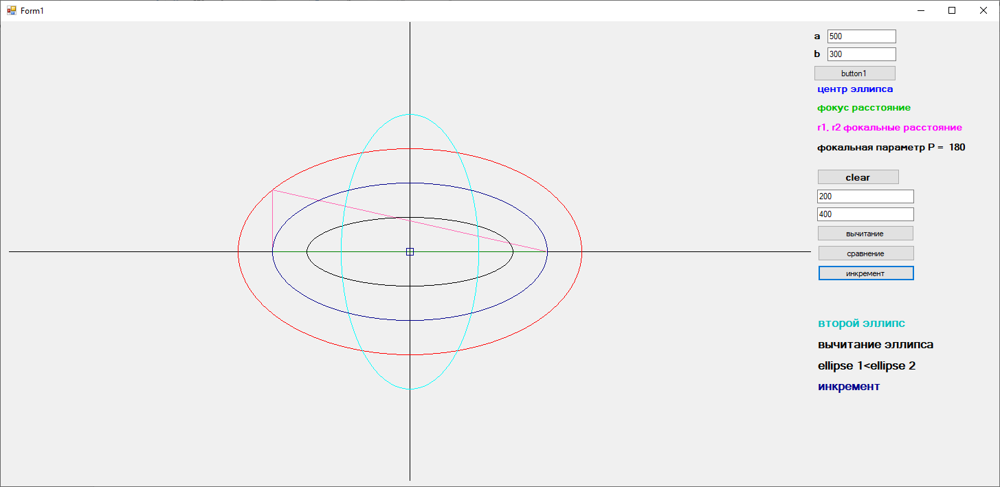 Form1
a 500
b 300
button1
центр эллипса
фокус расстояние
r1, r2 фокальные расстояние
фокальная параметр P = 180
clear
200
400
вычитание
сравнение
инкремент
второй эллипс
вычитание эллипса
ellipse 1<ellipse 2
инкремент